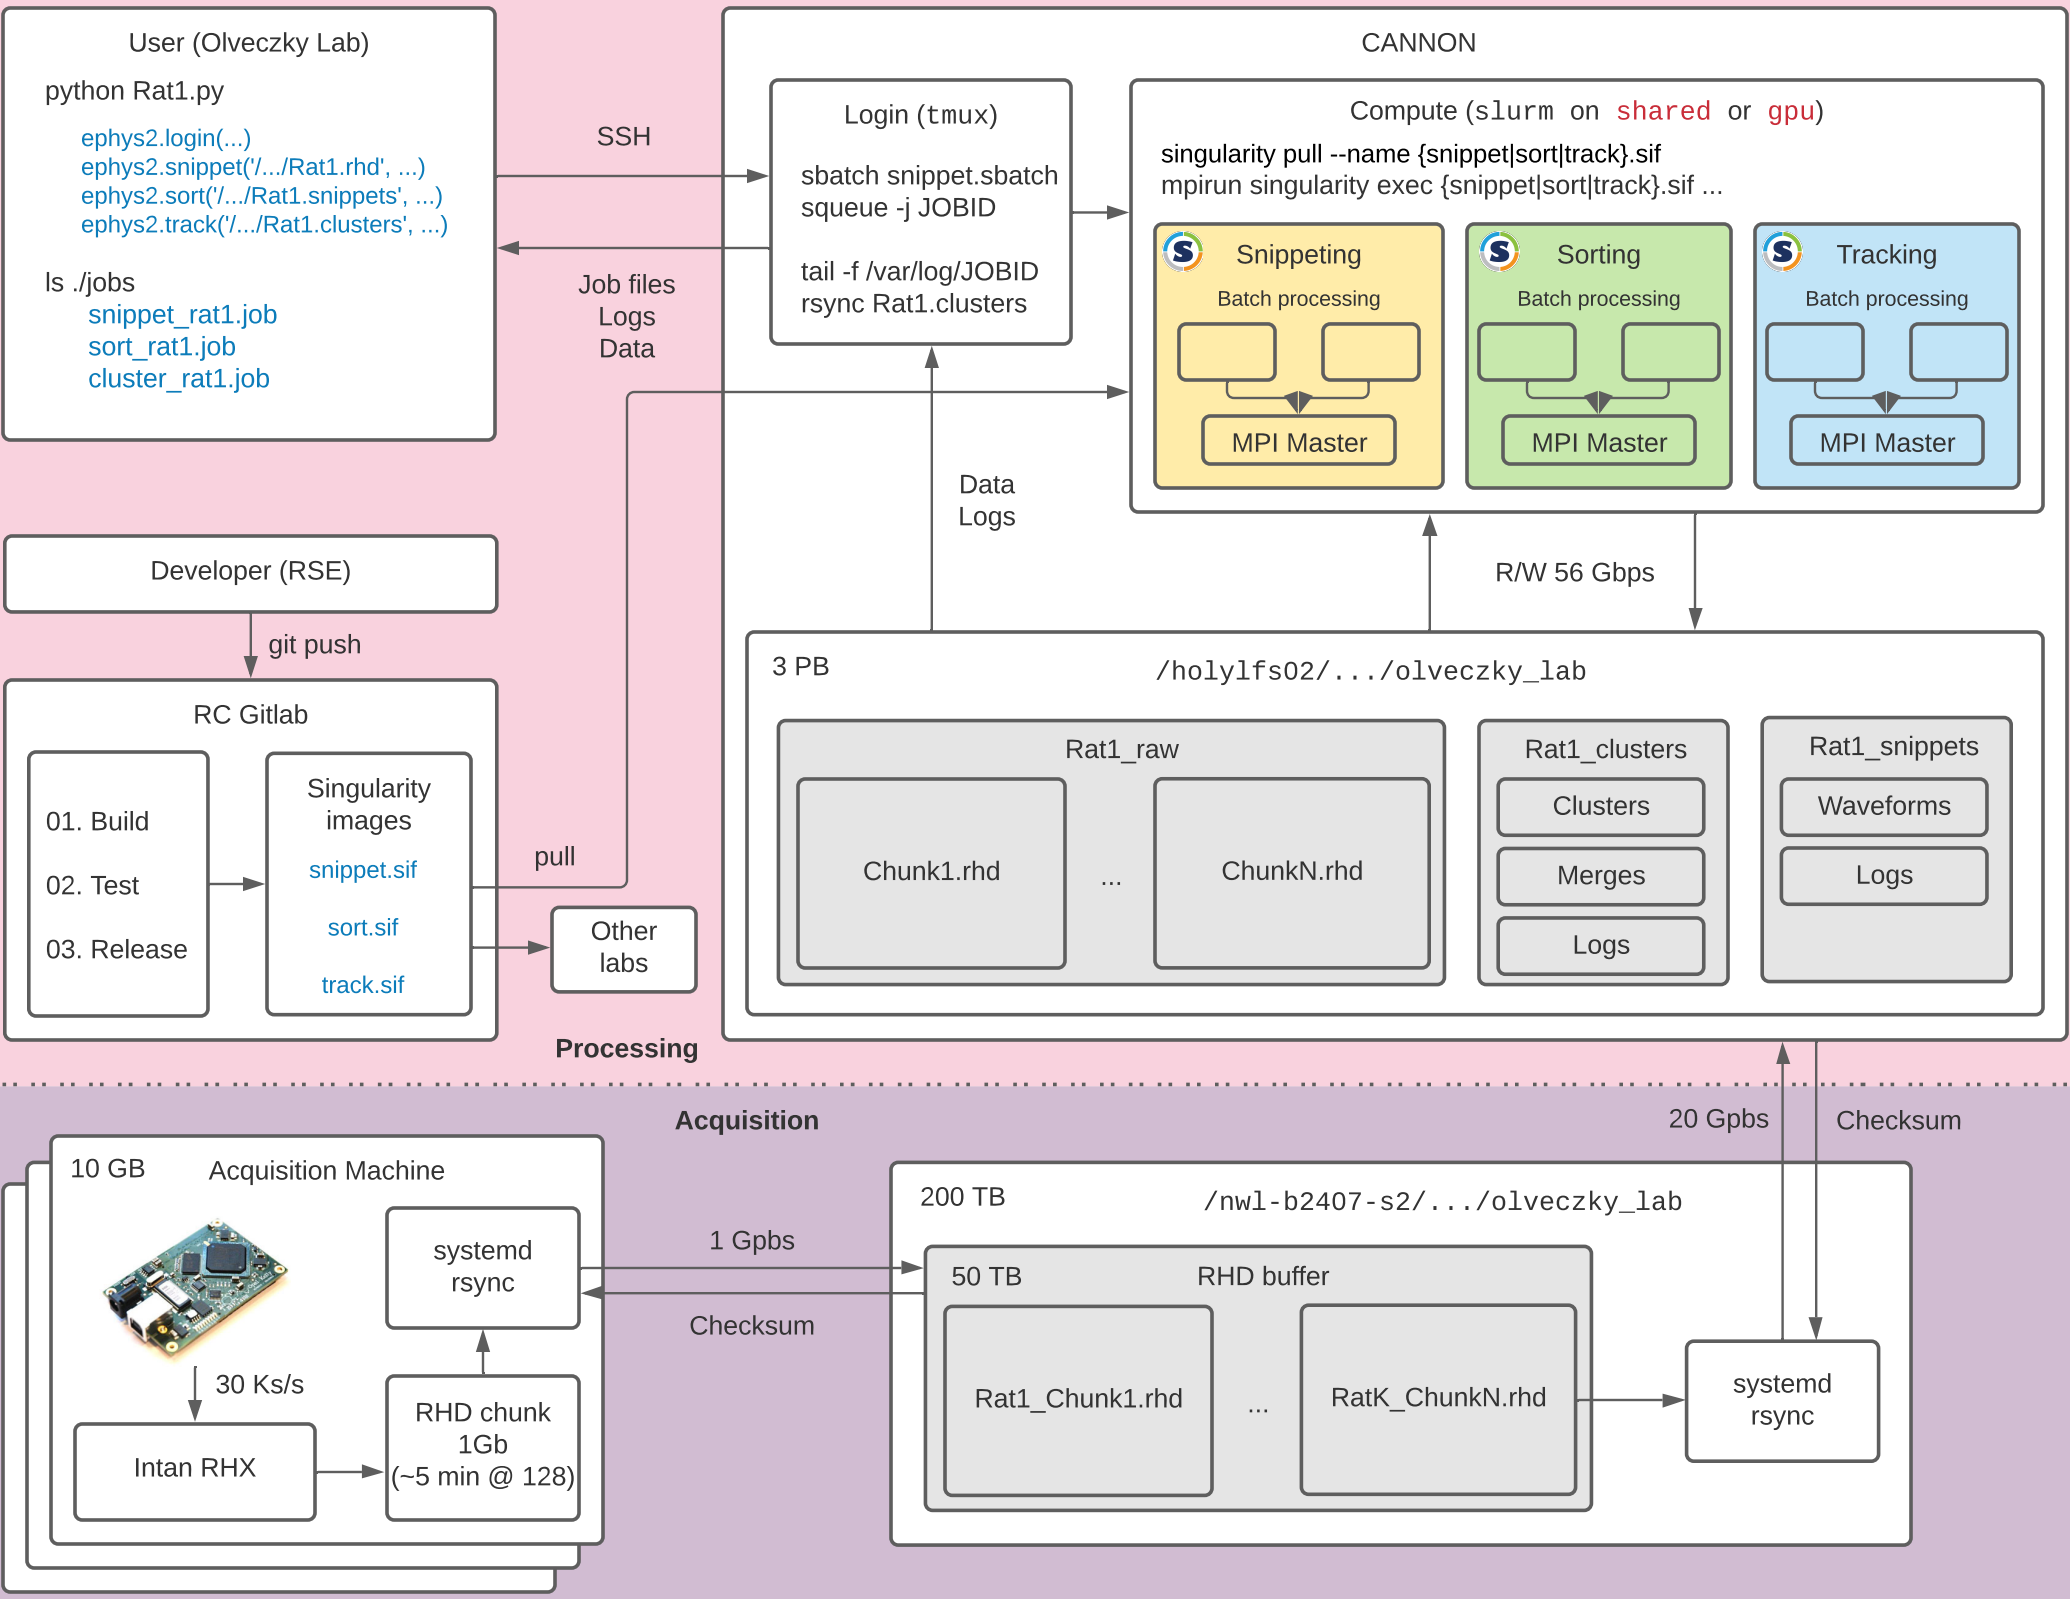 User (Olveczky Lab)
python Rat1.py
ephys2.login(...)
ephys2.snippet('/.../Rat1.rhd', ...)
ephys2.sort('/.../Rat1.snippets', ...)
ephys2.track('/.../Rat1.clusters', ...)
ls ./jobs
snippet_rat1.job
sort_rat1.job
cluster_rat1.job
SSH
Job files
Logs
Data
CANNON
Login (tmux)
sbatch snippet.sbatch
squeue -j JOBID
tail -f /var/log/JOBID
rsync Rat1.clusters
Compute (slurm on shared or gpu)
singularity pull --name {snippet|sort|track}.sif
mpirun singularity exec {snippet|sort|track}.sif ...
S
Snippeting
Batch processing
MPI Master
S
Sorting
Batch processing
MPI Master
S
Tracking
Batch processing
MPI Master
Data
Logs
R/W 56 Gbps
Developer (RSE)
git push
RC Gitlab
01. Build
02. Test
03. Release
Singularity
images
snippet.sif
sort.sif
track.sif
pull
Other
labs
3 PB
/holylfs02/.../olveczky_lab
Rat1_raw
Chunk1.rhd
...
ChunkN.rhd
Rat1_clusters
Clusters
Merges
Logs
Rat1_snippets
Waveforms
Logs
Processing
Acquisition
20 Gpbs
Checksum
10 GB
Acquisition Machine
systemd
rsync
30 Ks/s
Intan RHX
RHD chunk
1Gb
(~5 min @ 128)
1 Gpbs
Checksum
200 TB
/nwl-b247-s2/.../olveczky_lab
50 TB
RHD buffer
Rat1_Chunk1.rhd
...
RatK_ChunkN.rhd
systemd
rsync